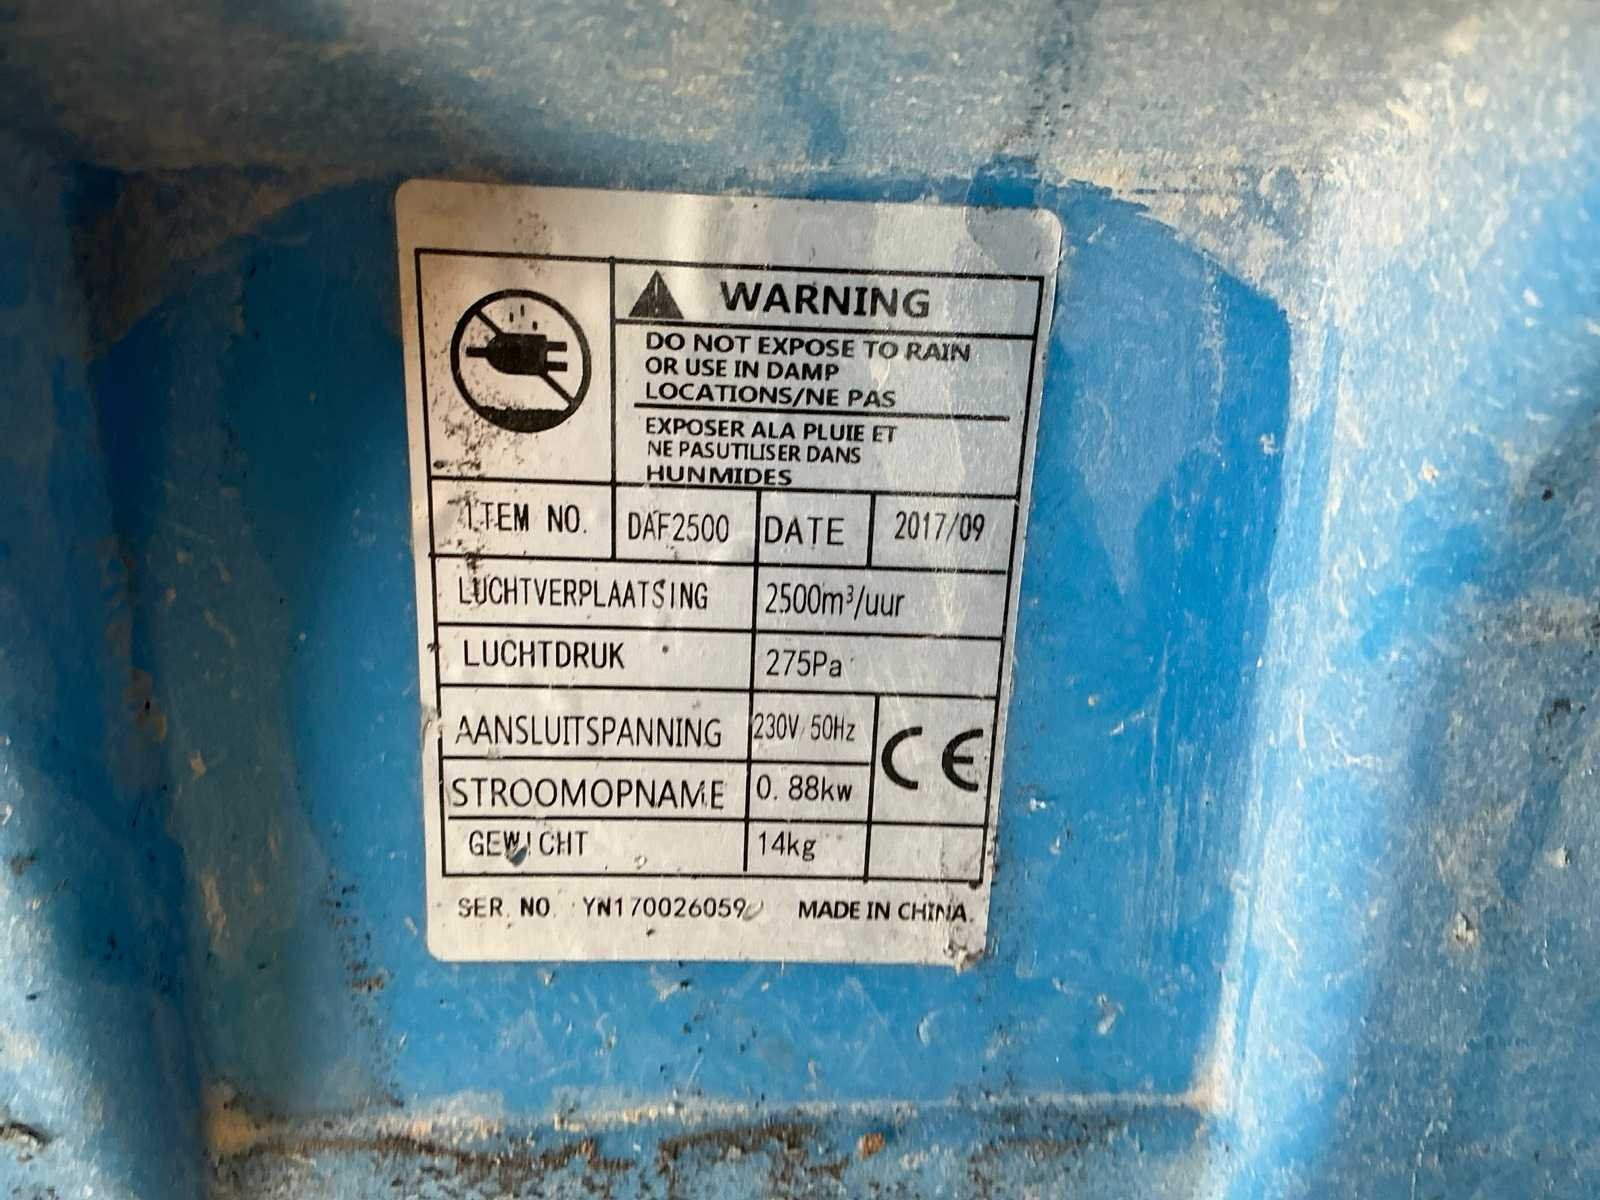 WARNING
DO NOT EXPOSE TO RAIN
OR USE IN DAMP
LOCATIONS/NE PAS
EXPOSER ALA PLUIE ET
NE PASUTILISER DANS
HUNMIDES
ITEM NO. DAF2500 DATE 2017/09
LUCHTVERPLAATSING 2500m³/uur
LUCHTDRUK 275Pa
AANSLUITSPANNING 230V/50Hz
CE
STROOMOPNAME 0.88kw
GEWICHT 14kg
SER. NO. MADE IN CHINA.